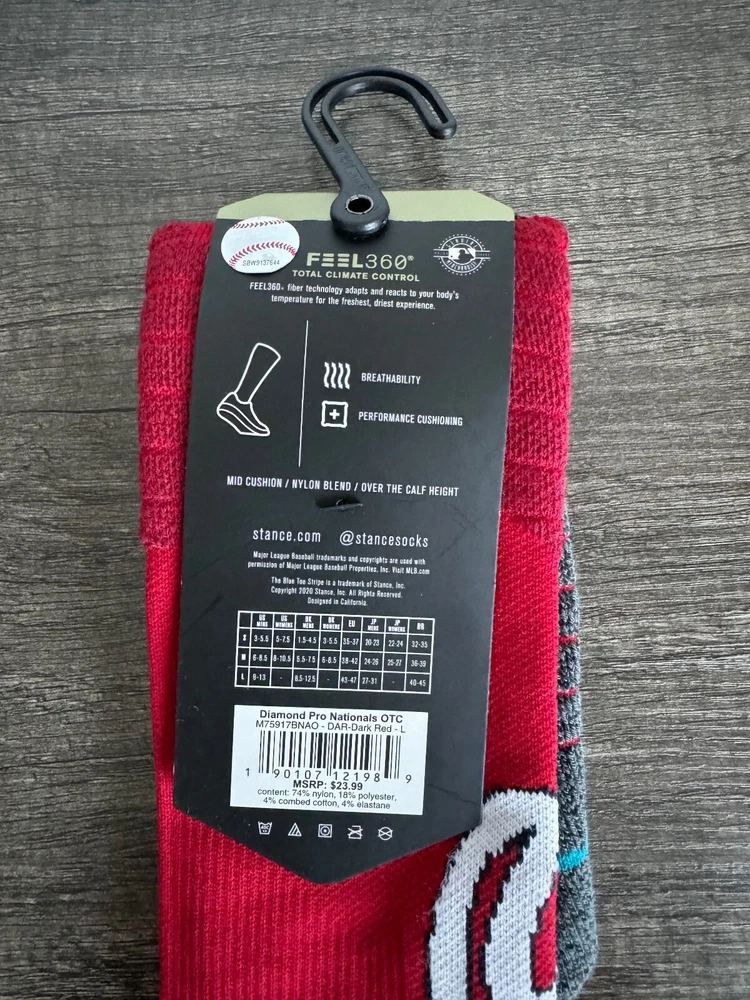 SBW9137644
FEEL360®
TOTAL CLIMATE CONTROL
FEEL360® fiber technology adapts and reacts to your body's
temperature for the freshest, driest experience.
BREATHABILITY
PERFORMANCE CUSHIONING
MID CUSHION / NYLON BLEND / OVER THE CALF HEIGHT
stance.com @stancesocks
Major League Baseball trademarks and copyrights are used with
permission of Major League Baseball Properties, Inc. Visit MLB.com
The Blue Toe Stripe is a trademark of Stance, Inc.
Copyright 2020 Stance, Inc. All Rights Reserved.
Designed in California.
US MENS US WOMENS UK MENS UK WOMENS EU JP MENS JP WOMENS BR
S 3-5.5 5-7.5 1.5-4.5 3-5.5 35-37 20-23 22-24 32-35
M 6-8.5 8-10.5 5.5-7.5 6-8.5 38-42 24-26 25-27 36-39
L 9-13 - 8.5-12.5 - 43-47 27-31 - 40-45
Diamond Pro Nationals OTC
M75917BNAO - DAR-Dark Red - L
1 90107 12198 9
MSRP: $23.99
content: 74% nylon, 18% polyester,
4% combed cotton, 4% elastane